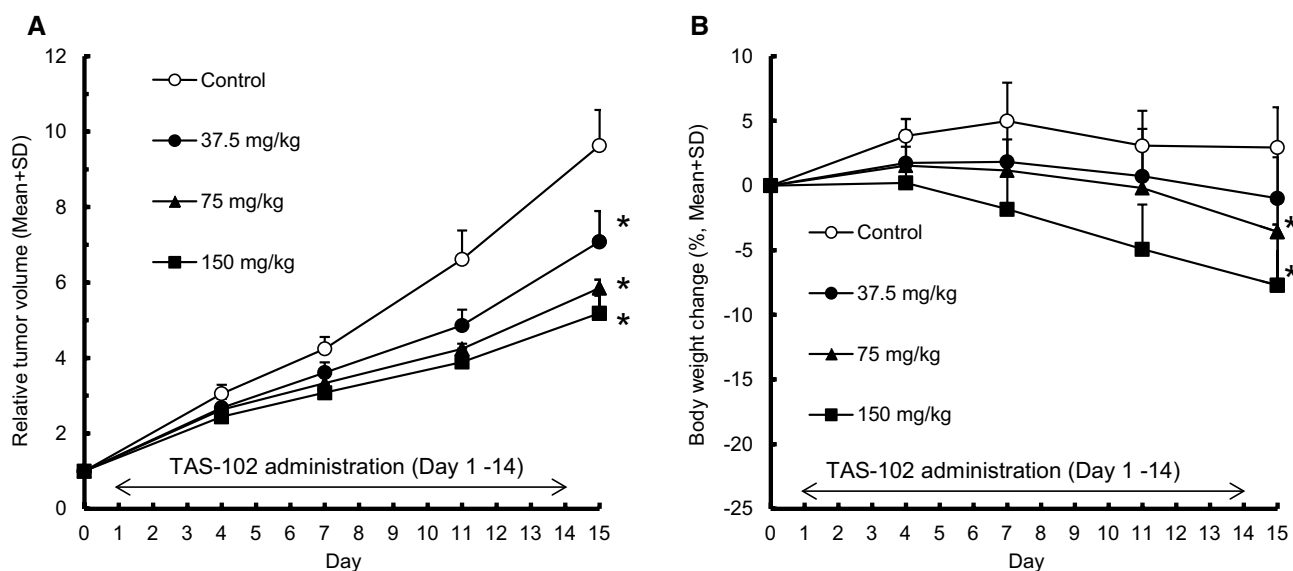 A
Relative tumor volume (Mean+SD)
12
10
8
6
4
2
0
Control
37.5 mg/kg
75 mg/kg
150 mg/kg
*
*
*
TAS-102 administration (Day 1 -14)
0 1 2 3 4 5 6 7 8 9 10 11 12 13 14 15
Day
B
Body weight change (%, Mean+SD)
10
5
0
-5
-10
-15
-20
-25
*
*
Control
37.5 mg/kg
75 mg/kg
150 mg/kg
TAS-102 administration (Day 1 -14)
0 1 2 3 4 5 6 7 8 9 10 11 12 13 14 15
Day